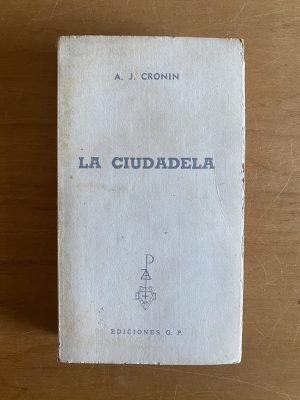 A. J. CRONIN
LA CIUDADELA
EDICIONES G. P.